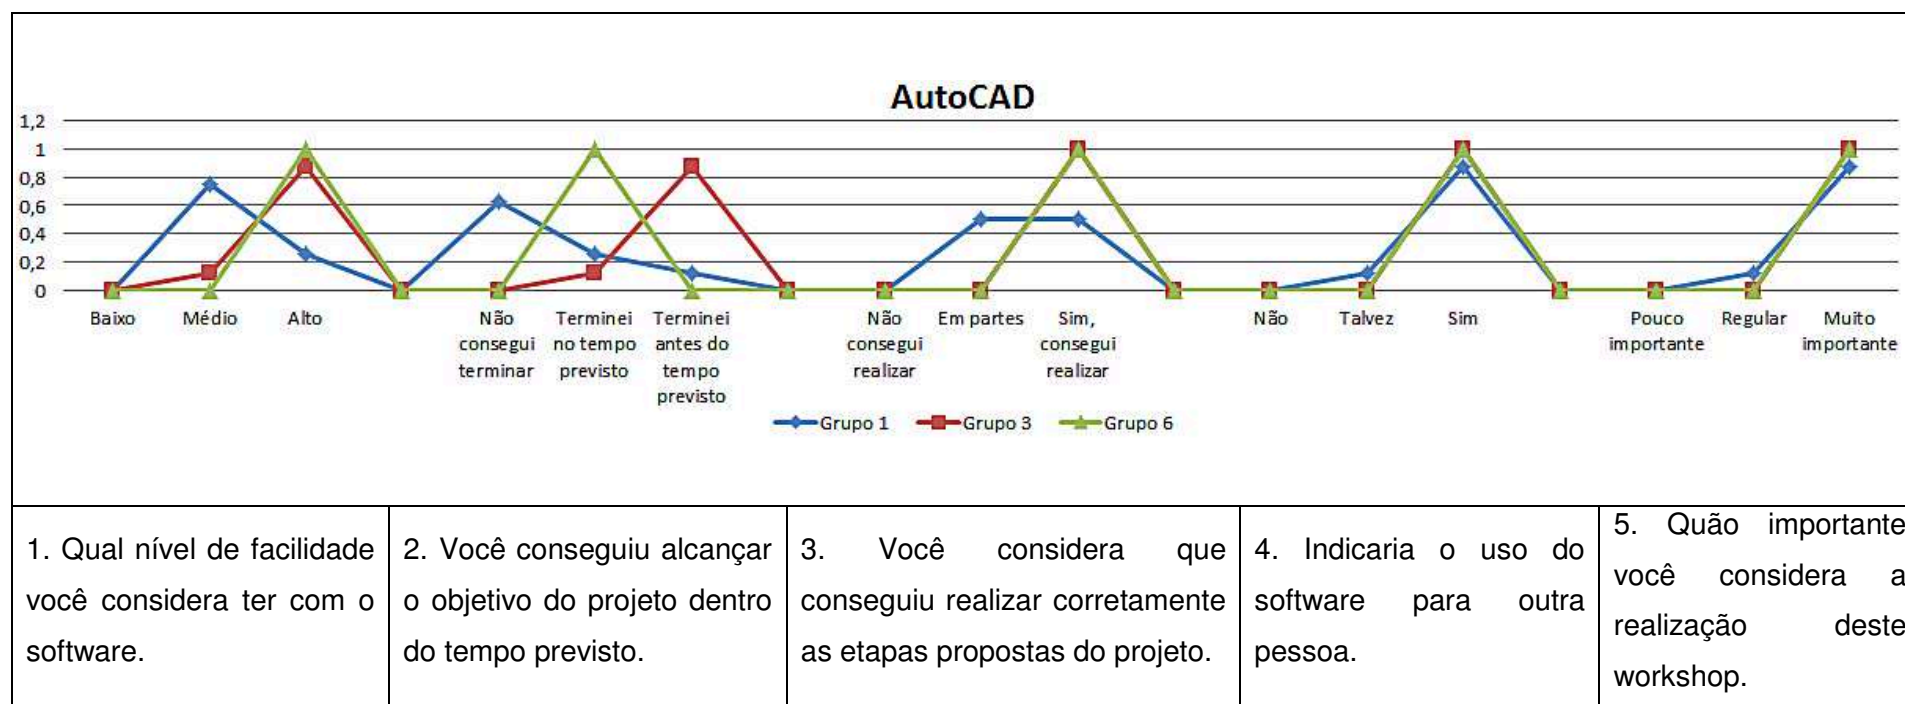 AutoCAD
1,2
1
0,8
0,6
0,4
0,2
0
Baixo
Médio
Alto
Não
consegui
terminar
Terminei
no tempo
previsto
Terminei
antes do
tempo
previsto
Não
consegui
realizar
Em partes
Sim,
consegui
realizar
Não
Talvez
Sim
Pouco
importante
Regular
Muito
importante
Grupo 1
Grupo 3
Grupo 6
1. Qual nível de facilidade
você considera ter com o
software.
2. Você conseguiu alcançar
o objetivo do projeto dentro
do tempo previsto.
3. Você considera que
conseguiu realizar corretamente
as etapas propostas do projeto.
4. Indicaria o uso do
software para outra
pessoa.
5. Quão importante
você considera a
realização deste
workshop.